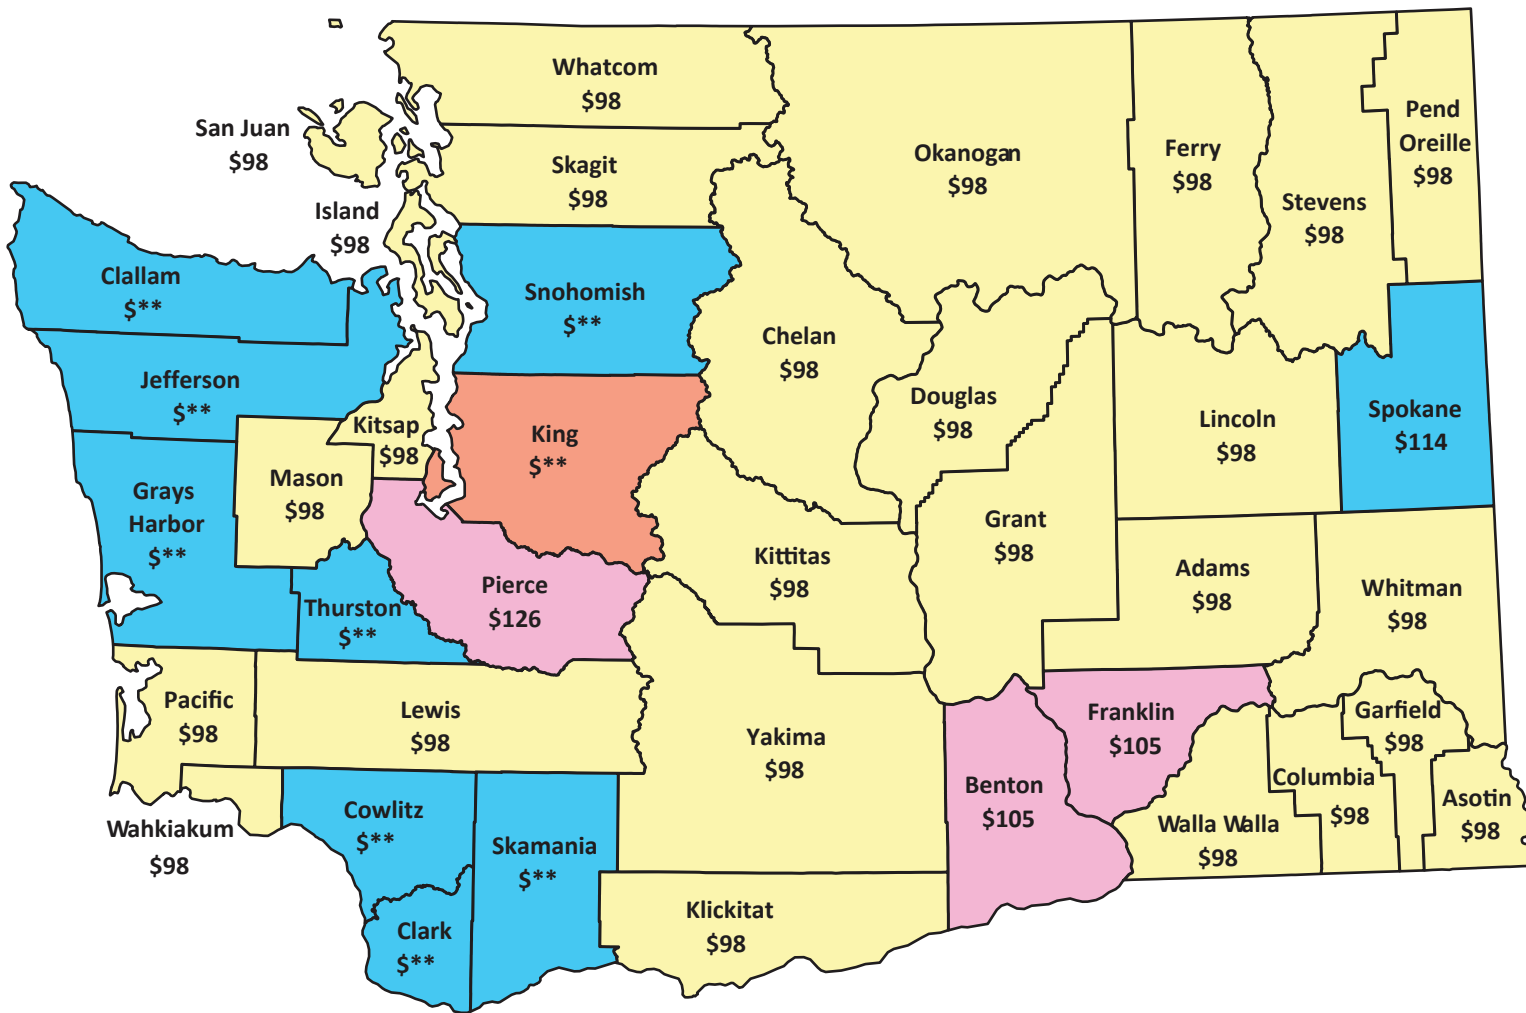 Whatcom
$98
San Juan
$98
Skagit
$98
Island
$98
Okanogan
$98
Ferry
$98
Stevens
$98
Pend
Oreille
$98
Clallam
$**
Snohomish
$**
Chelan
$98
Jefferson
$**
Kitsap
$98
King
$**
Douglas
$98
Lincoln
$98
Spokane
$114
Mason
$98
Grays
Harbor
$**
Grant
$98
Kittitas
$98
Adams
$98
Whitman
$98
Pierce
$126
Thurston
$**
Pacific
$98
Lewis
$98
Yakima
$98
Franklin
$105
Garfield
$98
Benton
$105
Columbia
$98
Asotin
$98
Walla Walla
$98
Wahkiakum
$98
Cowlitz
$**
Skamania
$**
Clark
$**
Klickitat
$98